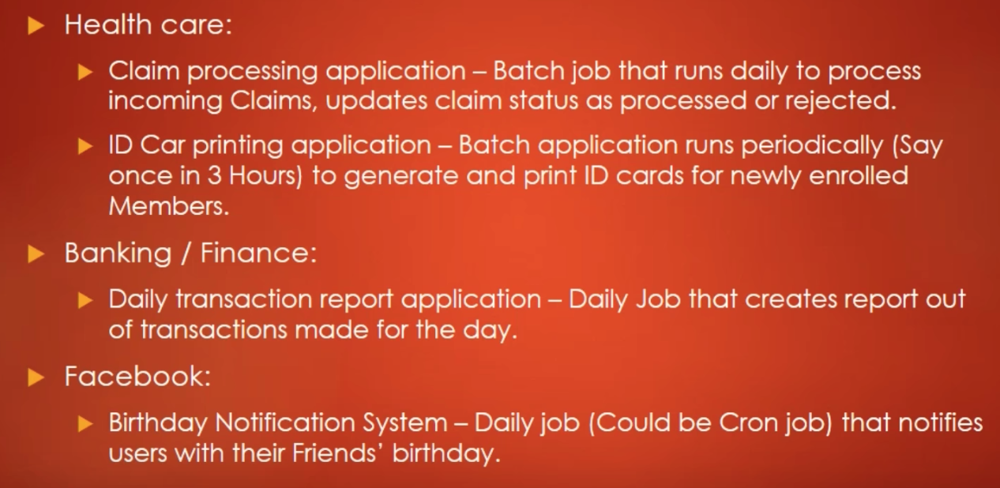 Health care:
Claim processing application – Batch job that runs daily to process
incoming Claims, updates claim status as processed or rejected.
ID Car printing application – Batch application runs periodically (Say
once in 3 Hours) to generate and print ID cards for newly enrolled
Members.
Banking / Finance:
Daily transaction report application – Daily Job that creates report out
of transactions made for the day.
Facebook:
Birthday Notification System – Daily job (Could be Cron job) that notifies
users with their Friends’ birthday.